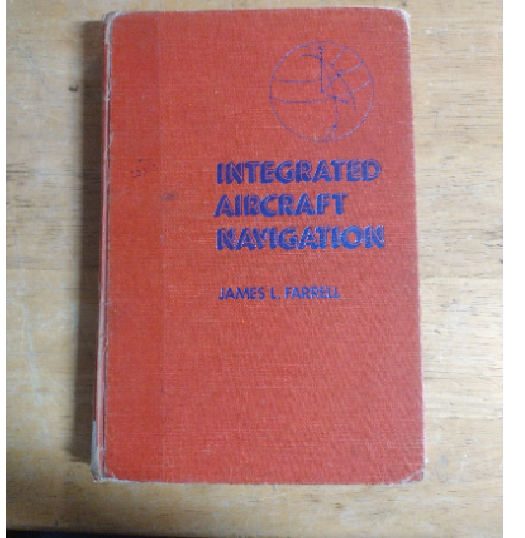 INTEGRATED
AIRCRAFT
NAVIGATION
JAMES L. FARRELL